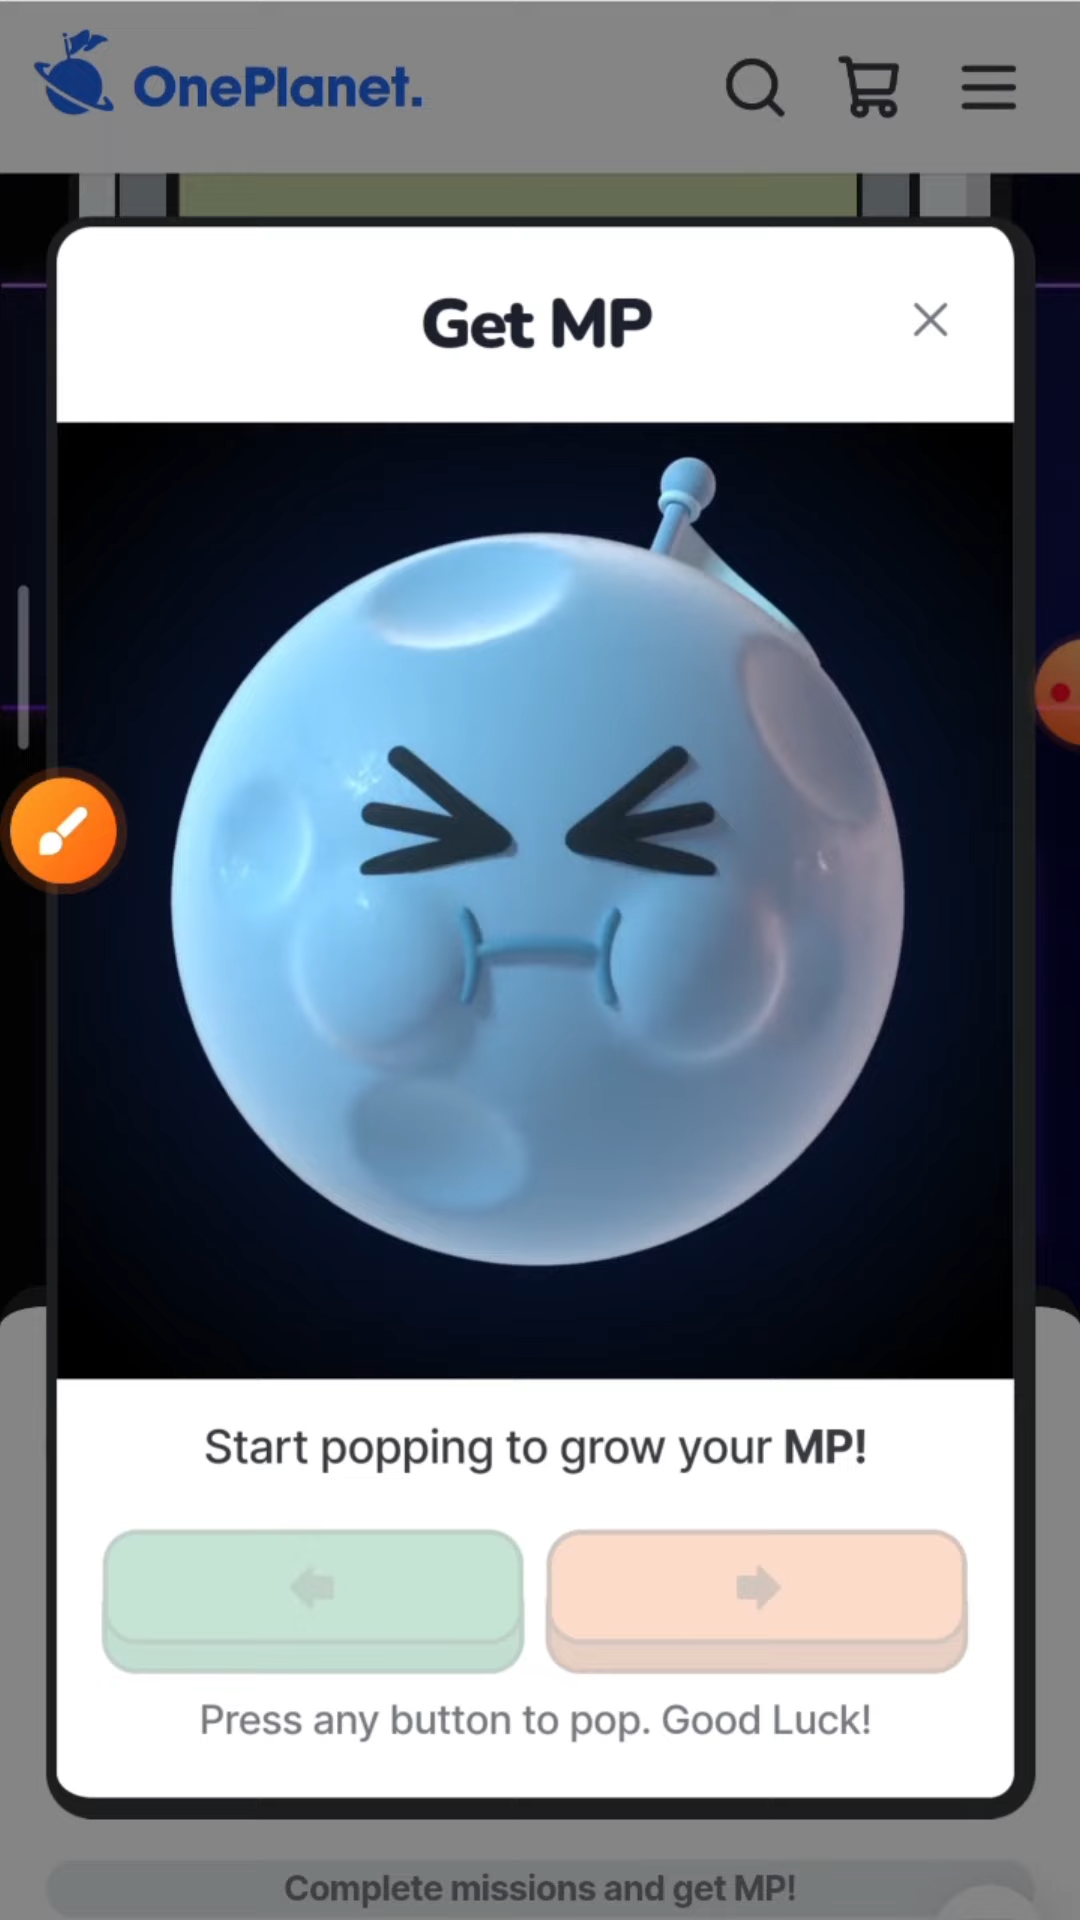 OnePlanet.
Get MP
Start popping to grow your MP!
Press any button to pop. Good Luck!
Complete missions and get MP!